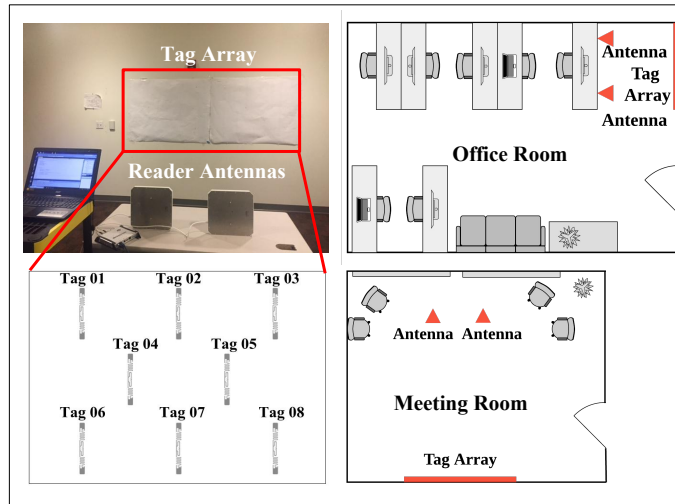 Tag Array
Reader Antennas
Tag 01 Tag 02 Tag 03
Tag 04 Tag 05
Tag 06 Tag 07 Tag 08
Antenna
Tag
Array
Antenna
Office Room
Antenna Antenna
Meeting Room
Tag Array